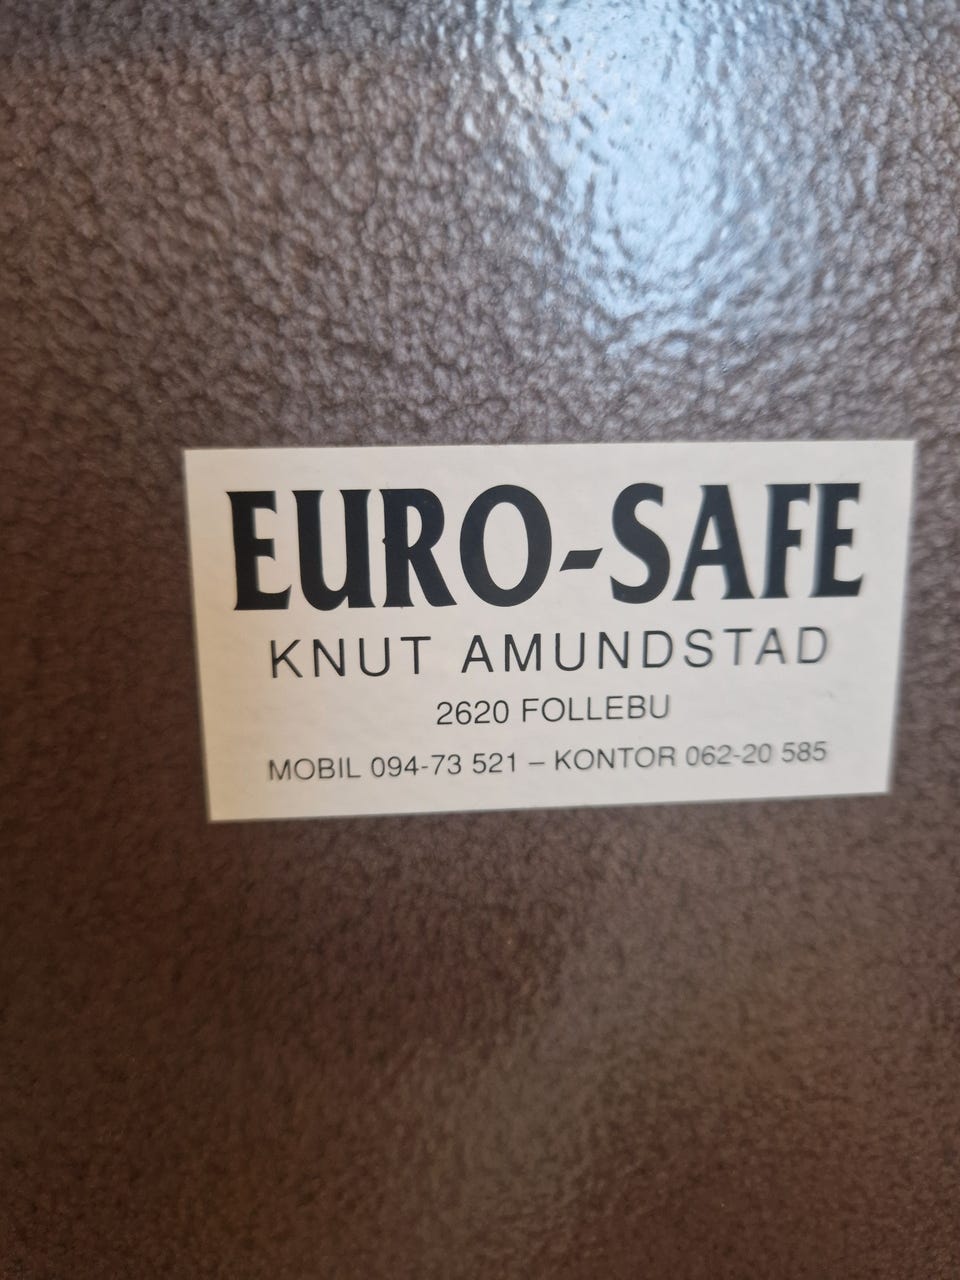 EURO-SAFE
KNUT AMUNDSTAD
2620 FOLLEBU
MOBIL 094-73 521 – KONTOR 062-20 585